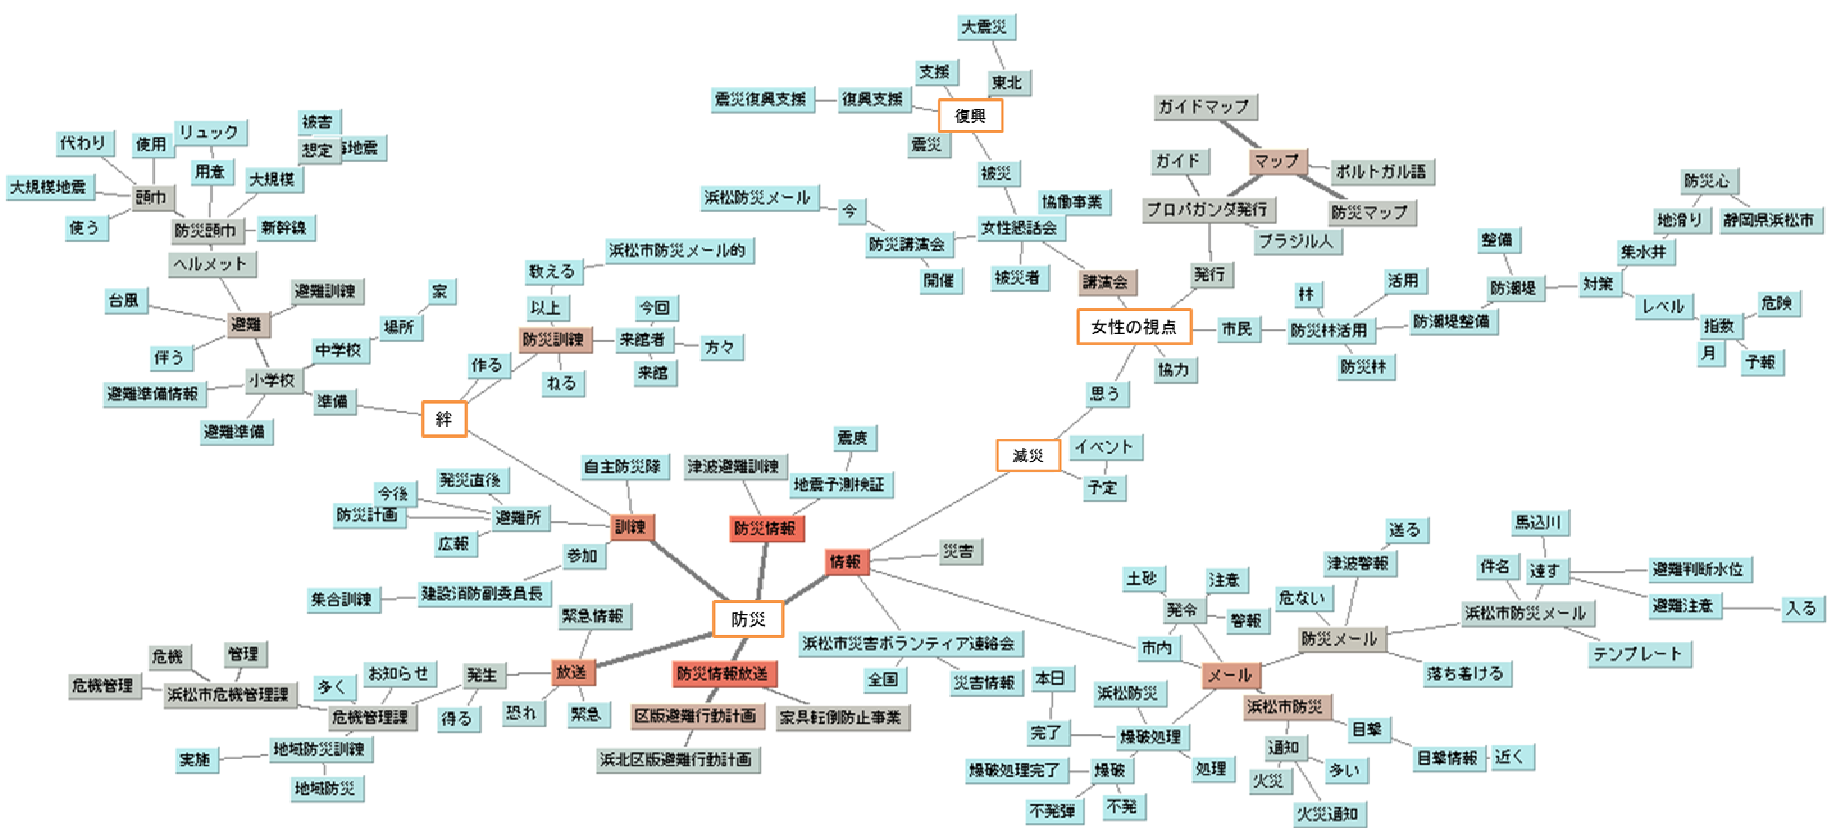 大震災
支援
東北
震災復興支援
復興支援
復興
震災
被災
ガイドマップ
ガイド
マップ
ポルトガル語
プロパガンダ発行
防災マップ
ブラジル人
発行
防災心
地滑り
静岡県浜松市
集水井
整備
対策
防潮堤
レベル
危険
指数
月
予報
活用
林
防災林活用
防潮堤整備
防災林
市民
協働事業
浜松防災メール
今
女性懇話会
防災講演会
開催
被災者
講演会
女性の視点
協力
思う
減災
イベント
予定
被害
リュック
代わり
使用
想定
地震
用意
大規模
大規模地震
頭巾
使う
防災頭巾
新幹線
ヘルメット
台風
避難訓練
避難
伴う
家
場所
中学校
小学校
避難準備情報
準備
避難準備
浜松市防災メール的
教える
以上
今回
防災訓練
来館者
方々
来館
ねる
作る
絆
震度
自主防災隊
津波避難訓練
地震予測検証
発災直後
今後
防災計画
避難所
広報
訓練
防災情報
参加
情報
災害
建設消防副委員長
集合訓練
防災
緊急情報
浜松市災害ボランティア連絡会
全国
災害情報
危機
管理
危機管理
浜松市危機管理課
お知らせ
多く
発生
放送
防災情報放送
危機管理課
得る
恐れ
緊急
区版避難行動計画
家具転倒防止事業
浜北区版避難行動計画
地域防災訓練
実施
地域防災
馬込川
送る
津波警報
件名
達す
避難判断水位
土砂
注意
危ない
避難注意
入る
発令
警報
浜松市防災メール
防災メール
テンプレート
市内
メール
落ち着ける
本日
浜松防災
浜松市防災
目撃
完了
爆破処理
通知
目撃情報
近く
爆破処理完了
爆破
処理
火災
多い
不発弾
不発
火災通知